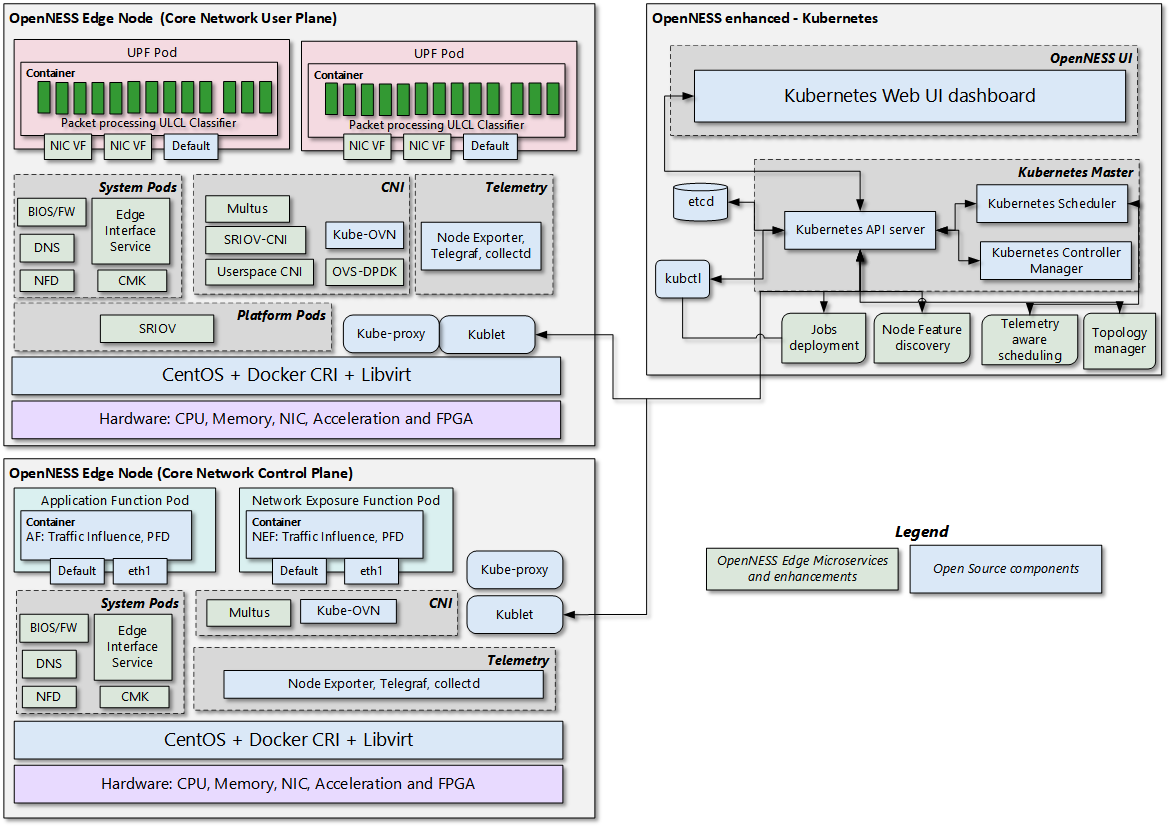 OpenNESS Edge Node (Core Network User Plane)
UPF Pod
Container
Packet processing ULCL Classifier
NIC VF
NIC VF
Default
UPF Pod
Container
Packet processing ULCL Classifier
NIC VF
NIC VF
Default
System Pods
BIOS/FW
DNS
NFD
Edge
Interface
Service
CMK
CNI
Multus
SRIOV-CNI
Userspace CNI
Kube-OVN
OVS-DPDK
Telemetry
Node Exporter,
Telegraf, collectd
Platform Pods
SRIOV
Kube-proxy
Kublet
CentOS + Docker CRI + Libvirt
Hardware: CPU, Memory, NIC, Acceleration and FPGA
OpenNESS Edge Node (Core Network Control Plane)
Application Function Pod
Container
AF: Traffic Influence, PFD
Default
eth1
Network Exposure Function Pod
Container
NEF: Traffic Influence, PFD
Default
eth1
Kube-proxy
Kublet
System Pods
BIOS/FW
DNS
NFD
Edge
Interface
Service
CMK
CNI
Multus
Kube-OVN
Telemetry
Node Exporter, Telegraf, collectd
CentOS + Docker CRI + Libvirt
Hardware: CPU, Memory, NIC, Acceleration and FPGA
OpenNESS enhanced - Kubernetes
OpenNESS UI
Kubernetes Web UI dashboard
Kubernetes Master
etcd
kubctl
Kubernetes API server
Kubernetes Scheduler
Kubernetes Controller
Manager
Jobs
deployment
Node Feature
discovery
Telemetry
aware
scheduling
Topology
manager
Legend
OpenNESS Edge Microservices
and enhancements
Open Source components